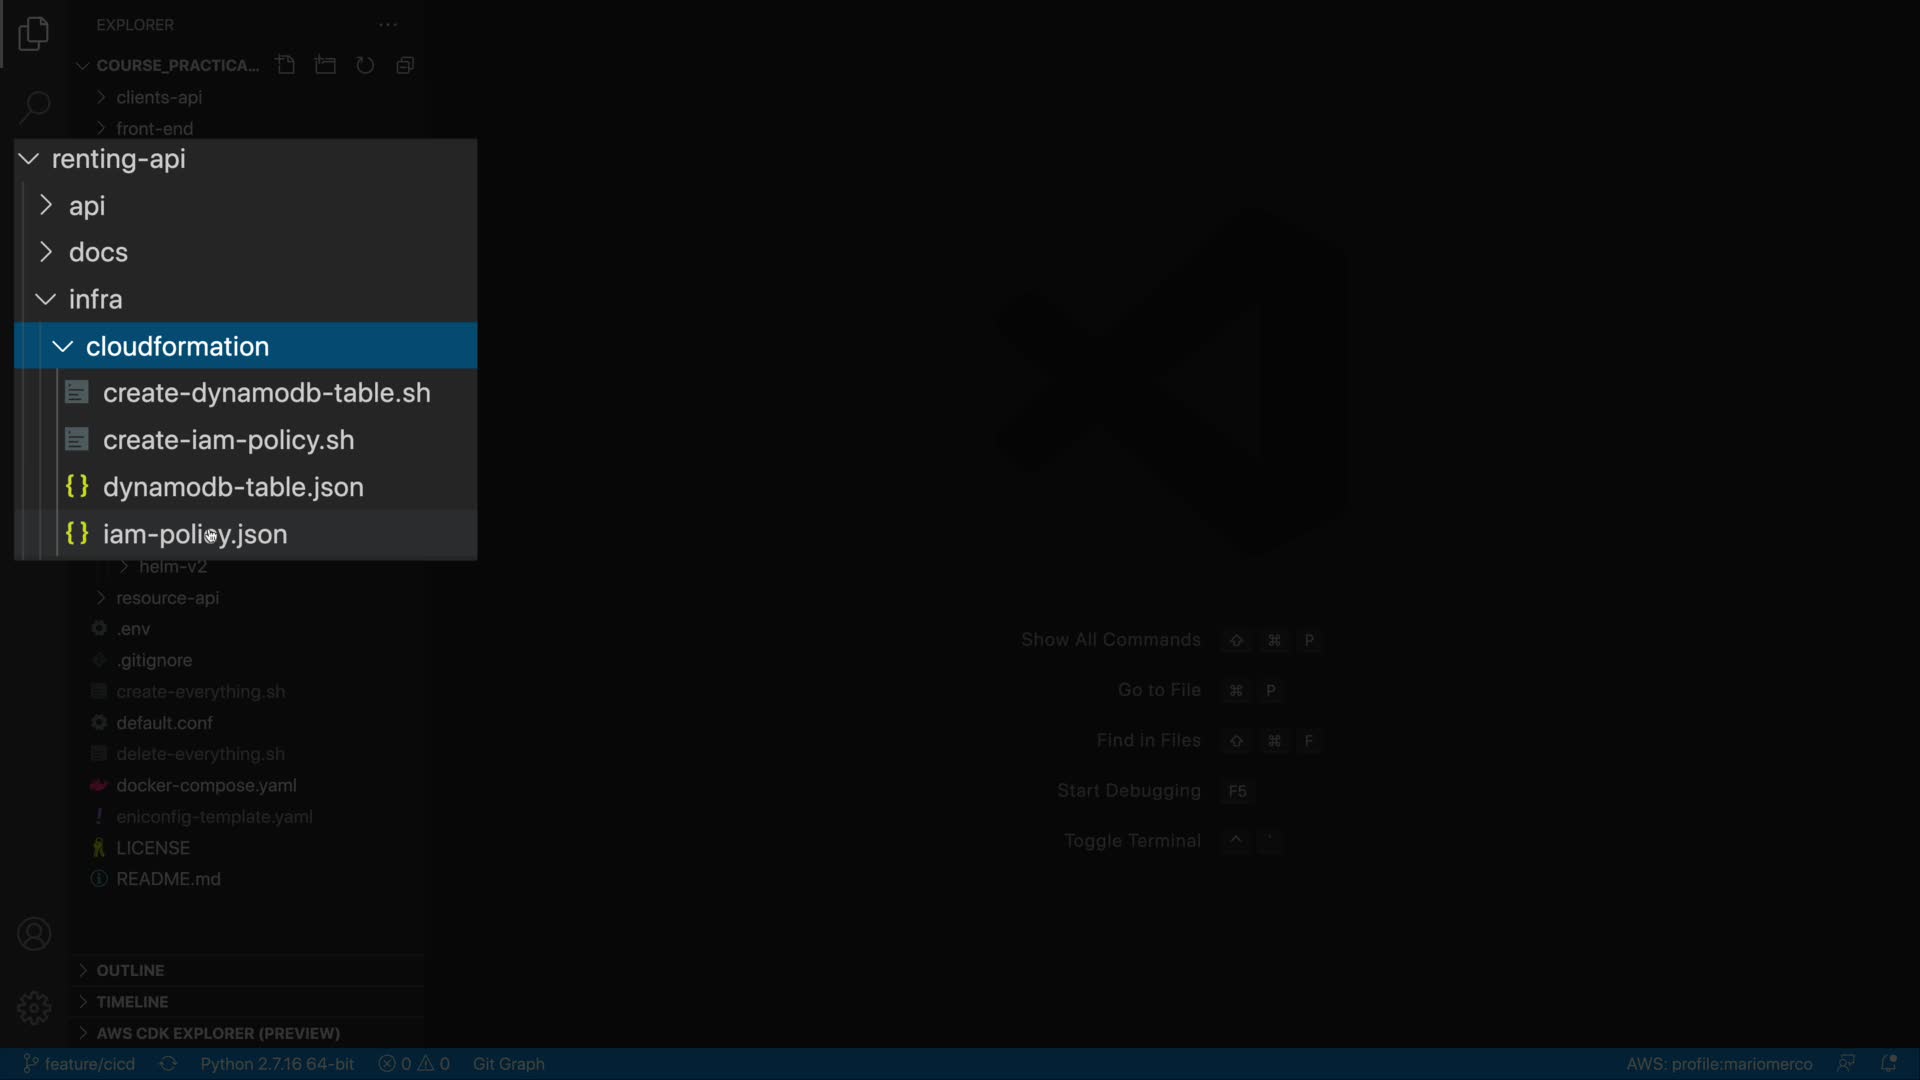 EXPLORER
COURSE_PRACTICA...
clients-api
front-end
renting-api
api
docs
infra
cloudformation
create-dynamodb-table.sh
create-iam-policy.sh
dynamodb-table.json
iam-policy.json
helm-v2
resource-api
.env
.gitignore
create-everything.sh
default.conf
delete-everything.sh
docker-compose.yaml
eniconfig-template.yaml
LICENSE
README.md
OUTLINE
TIMELINE
AWS CDK EXPLORER (PREVIEW)
Show All Commands ⇧ ⌘ P
Go to File ⌘ P
Find in Files ⇧ ⌘ F
Start Debugging F5
Toggle Terminal ^ `
feature/cicd Python 2.7.16 64-bit 0 0 Git Graph AWS: profile:mariomerco